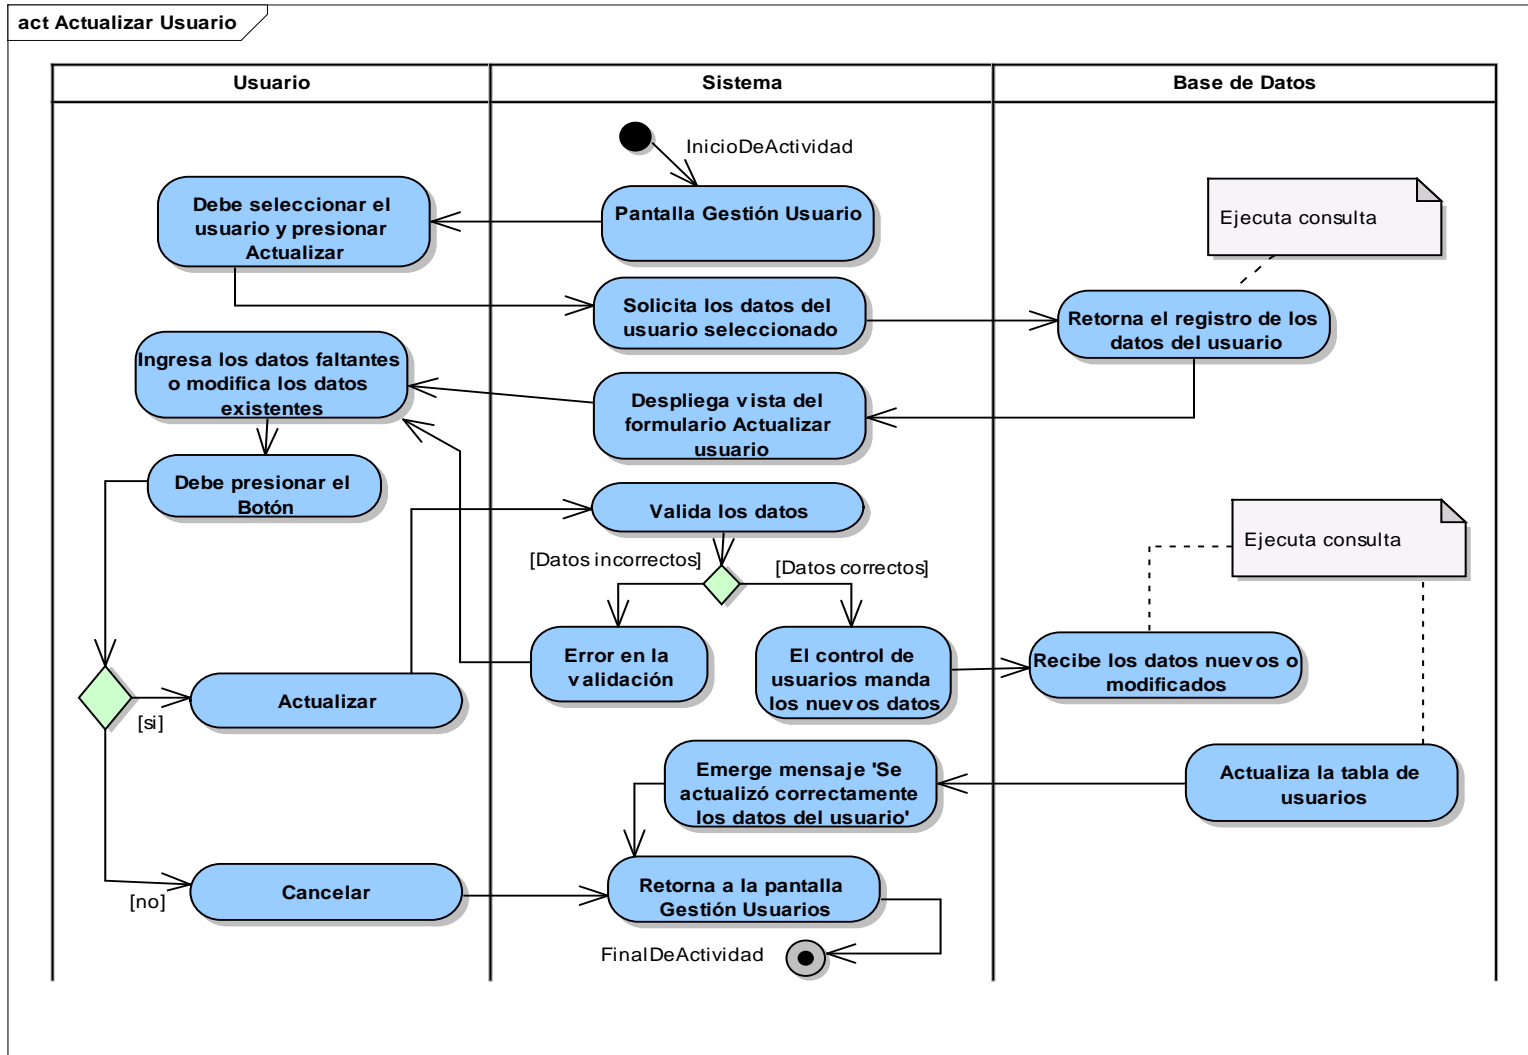 act Actualizar Usuario
Usuario
Sistema
Base de Datos
InicioDeActividad
Debe seleccionar el
usuario y presionar
Actualizar
Pantalla Gestión Usuario
Ejecuta consulta
Solicita los datos del
usuario seleccionado
Retorna el registro de los
datos del usuario
Ingresa los datos faltantes
o modifica los datos
existentes
Despliega vista del
formulario Actualizar
usuario
Debe presionar el
Botón
Valida los datos
Ejecuta consulta
[Datos incorrectos]
[Datos correctos]
Error en la
validación
El control de
usuarios manda
los nuevos datos
Recibe los datos nuevos o
modificados
Actualizar
[si]
Emerge mensaje 'Se
actualizó correctamente
los datos del usuario'
Actualiza la tabla de
usuarios
Cancelar
[no]
Retorna a la pantalla
Gestión Usuarios
FinalDeActividad